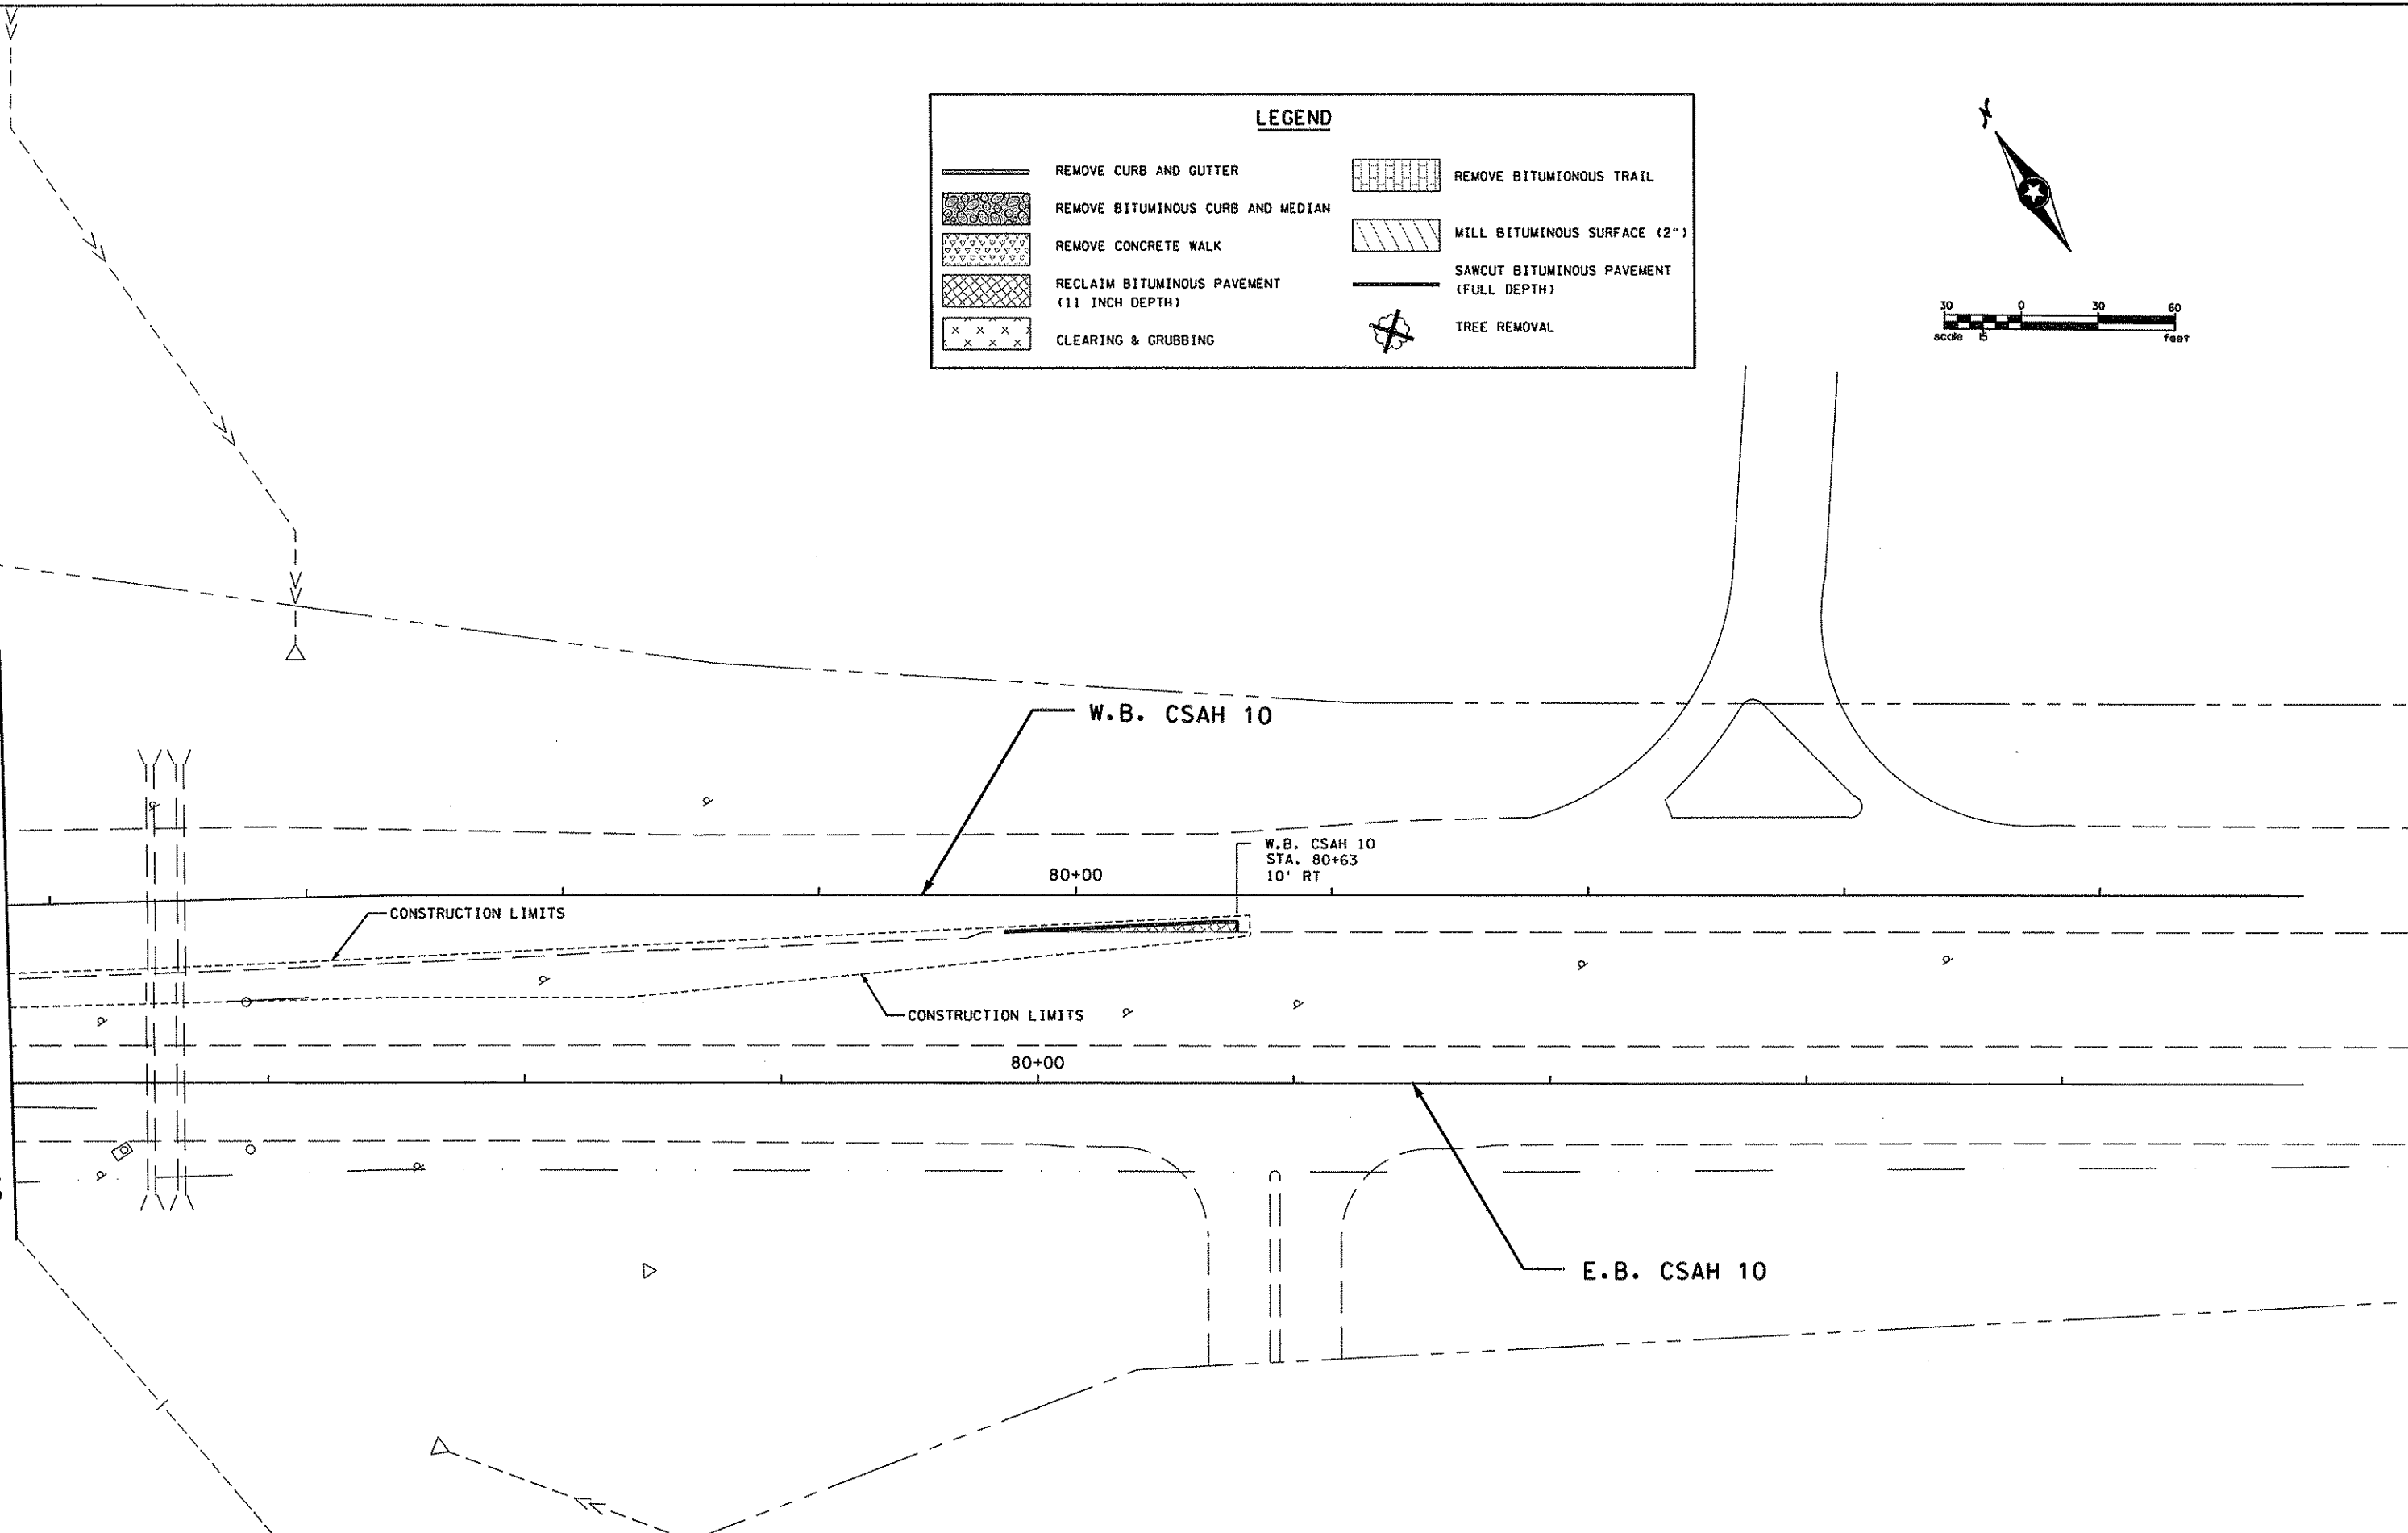 LEGEND
REMOVE CURB AND GUTTER
REMOVE BITUMINOUS CURB AND MEDIAN
REMOVE CONCRETE WALK
RECLAIM BITUMINOUS PAVEMENT
(11 INCH DEPTH)
CLEARING & GRUBBING
REMOVE BITUMIONOUS TRAIL
MILL BITUMINOUS SURFACE (2")
SAWCUT BITUMINOUS PAVEMENT
(FULL DEPTH)
TREE REMOVAL
N
30 0 30 60
scale 15 feet
W.B. CSAH 10
W.B. CSAH 10
STA. 80+63
10' RT
80+00
CONSTRUCTION LIMITS
CONSTRUCTION LIMITS
80+00
E.B. CSAH 10